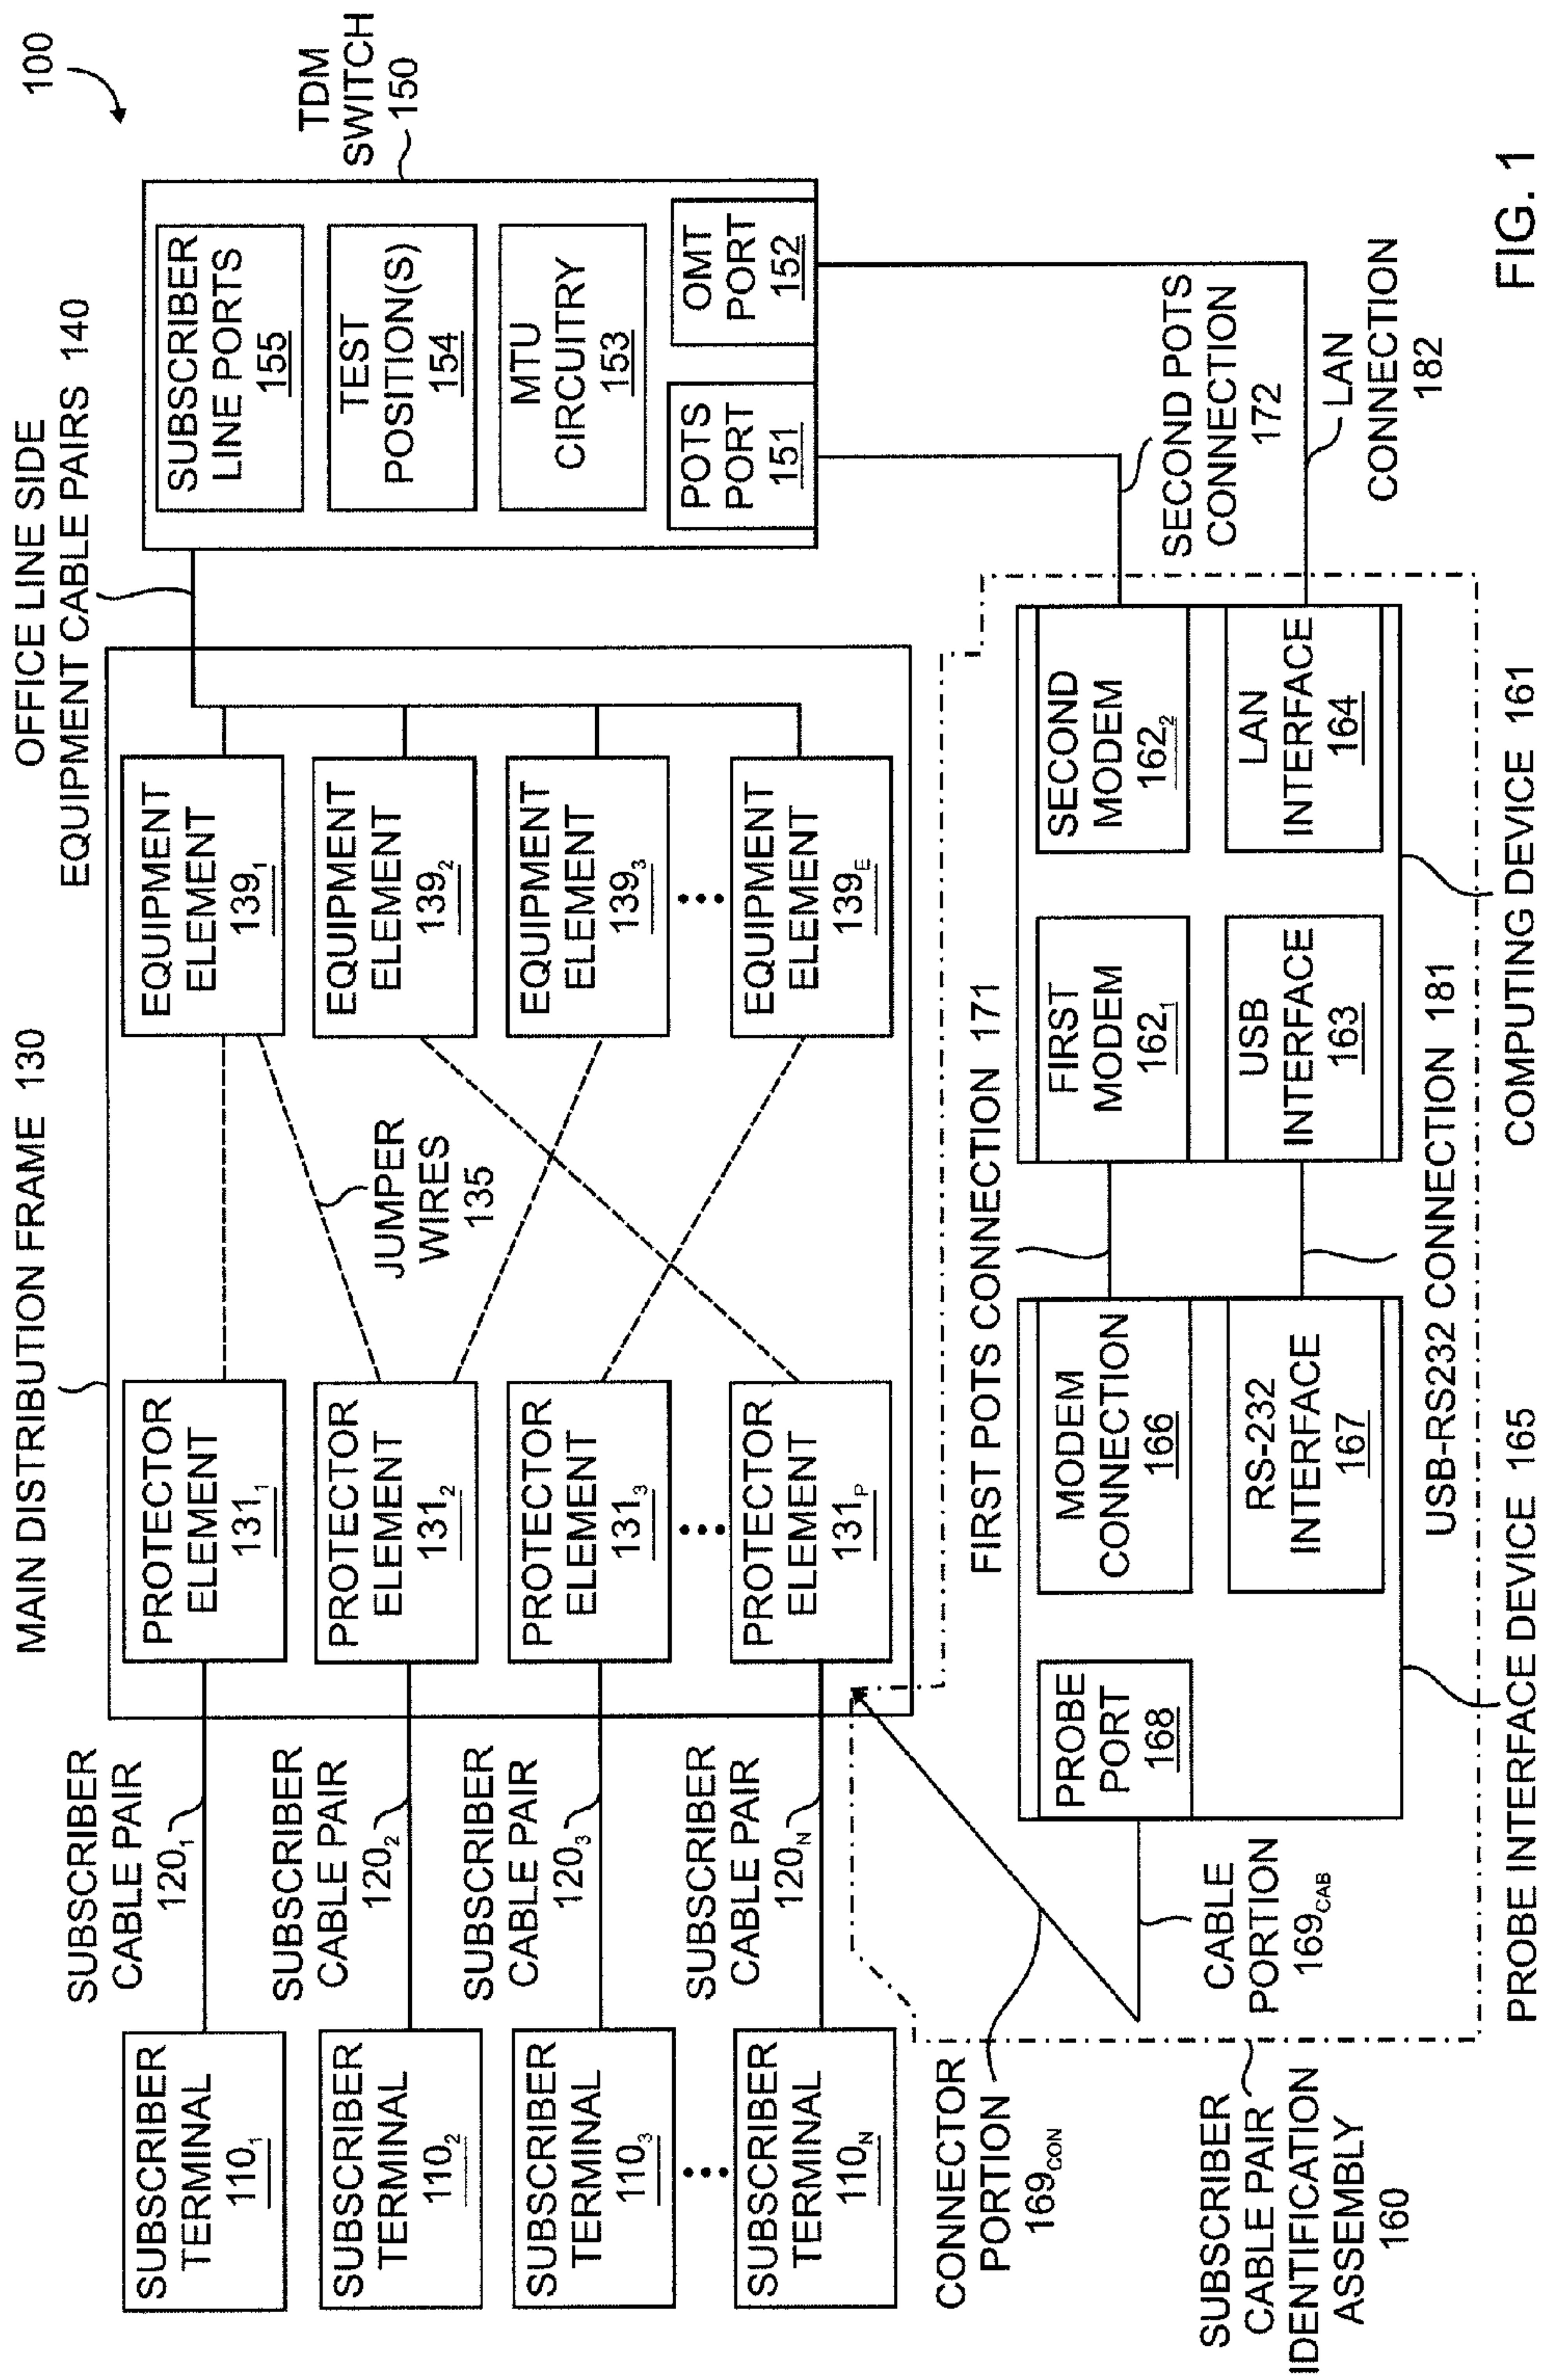 100
MAIN DISTRIBUTION FRAME 130
OFFICE LINE SIDE
EQUIPMENT CABLE PAIRS 140
TDM
SWITCH
150
SUBSCRIBER
TERMINAL
110₁
SUBSCRIBER
CABLE PAIR
120₁
PROTECTOR
ELEMENT
131₁
EQUIPMENT
ELEMENT
139₁
SUBSCRIBER
LINE PORTS
155
SUBSCRIBER
TERMINAL
110₂
SUBSCRIBER
CABLE PAIR
120₂
PROTECTOR
ELEMENT
131₂
JUMPER
WIRES
135
EQUIPMENT
ELEMENT
139₂
TEST
POSITION(S)
154
SUBSCRIBER
TERMINAL
110₃
SUBSCRIBER
CABLE PAIR
120₃
PROTECTOR
ELEMENT
131₃
EQUIPMENT
ELEMENT
139₃
MTU
CIRCUITRY
153
SUBSCRIBER
TERMINAL
110N
SUBSCRIBER
CABLE PAIR
120N
PROTECTOR
ELEMENT
131P
EQUIPMENT
ELEMENT
139E
POTS
PORT
151
OMT
PORT
152
CONNECTOR
PORTION
169CON
FIRST POTS CONNECTION 171
PROBE
PORT
168
MODEM
CONNECTION
166
FIRST
MODEM
162₁
SECOND
MODEM
162₂
SECOND POTS
CONNECTION
172
CABLE
PORTION
169CAB
RS-232
INTERFACE
167
USB
INTERFACE
163
LAN
INTERFACE
164
LAN
CONNECTION
182
SUBSCRIBER
CABLE PAIR
IDENTIFICATION
ASSEMBLY
160
USB-RS232 CONNECTION 181
PROBE INTERFACE DEVICE 165
COMPUTING DEVICE 161
FIG. 1